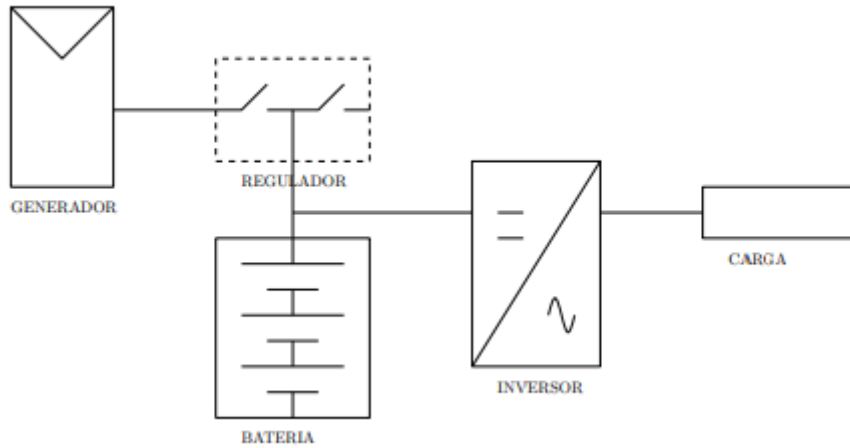 REGULADOR
GENERADOR
CARGA
INVERSOR
BATERIA